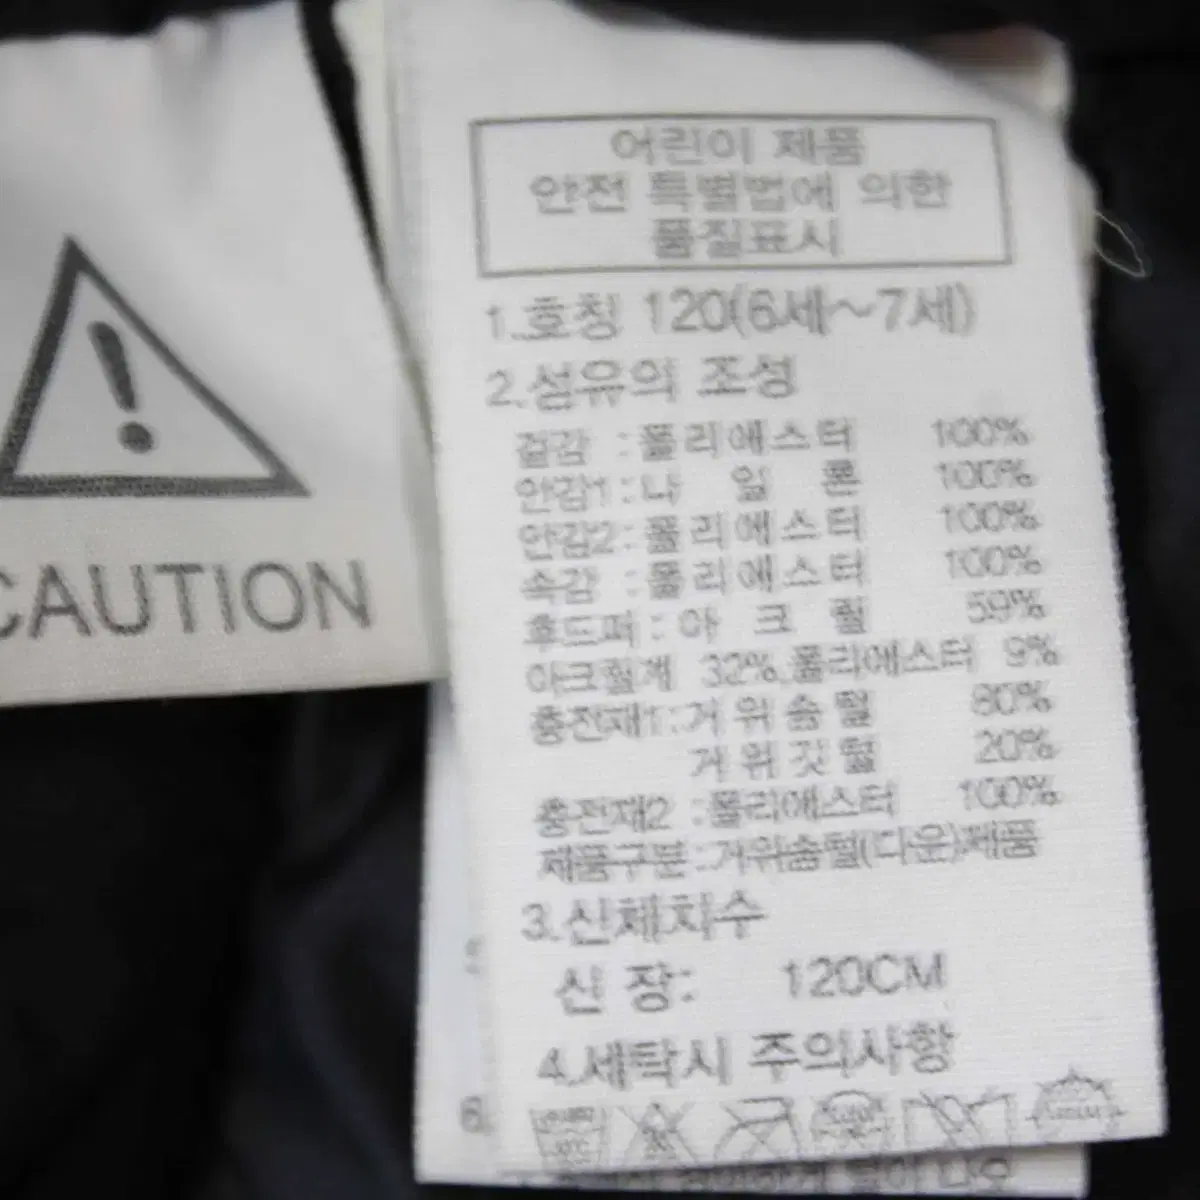 CAUTION
어린이 제품
안전 특별법에 의한
품질표시
1.호칭 120(6세~7세)
2.섬유의 조성
겉감 :폴리에스터 100%
안감1:나 일 론 100%
안감2:폴리에스터 100%
속감 :폴리에스터 100%
후드퍼:아 크 릴 59%
아크릴계 32%,폴리에스터 9%
충전재1:거위솜털 80%
거위깃털 20%
충전재2 :폴리에스터 100%
제품구분:거위솜털(다운)제품
3.신체치수
신 장: 120CM
4.세탁시 주의사항
6